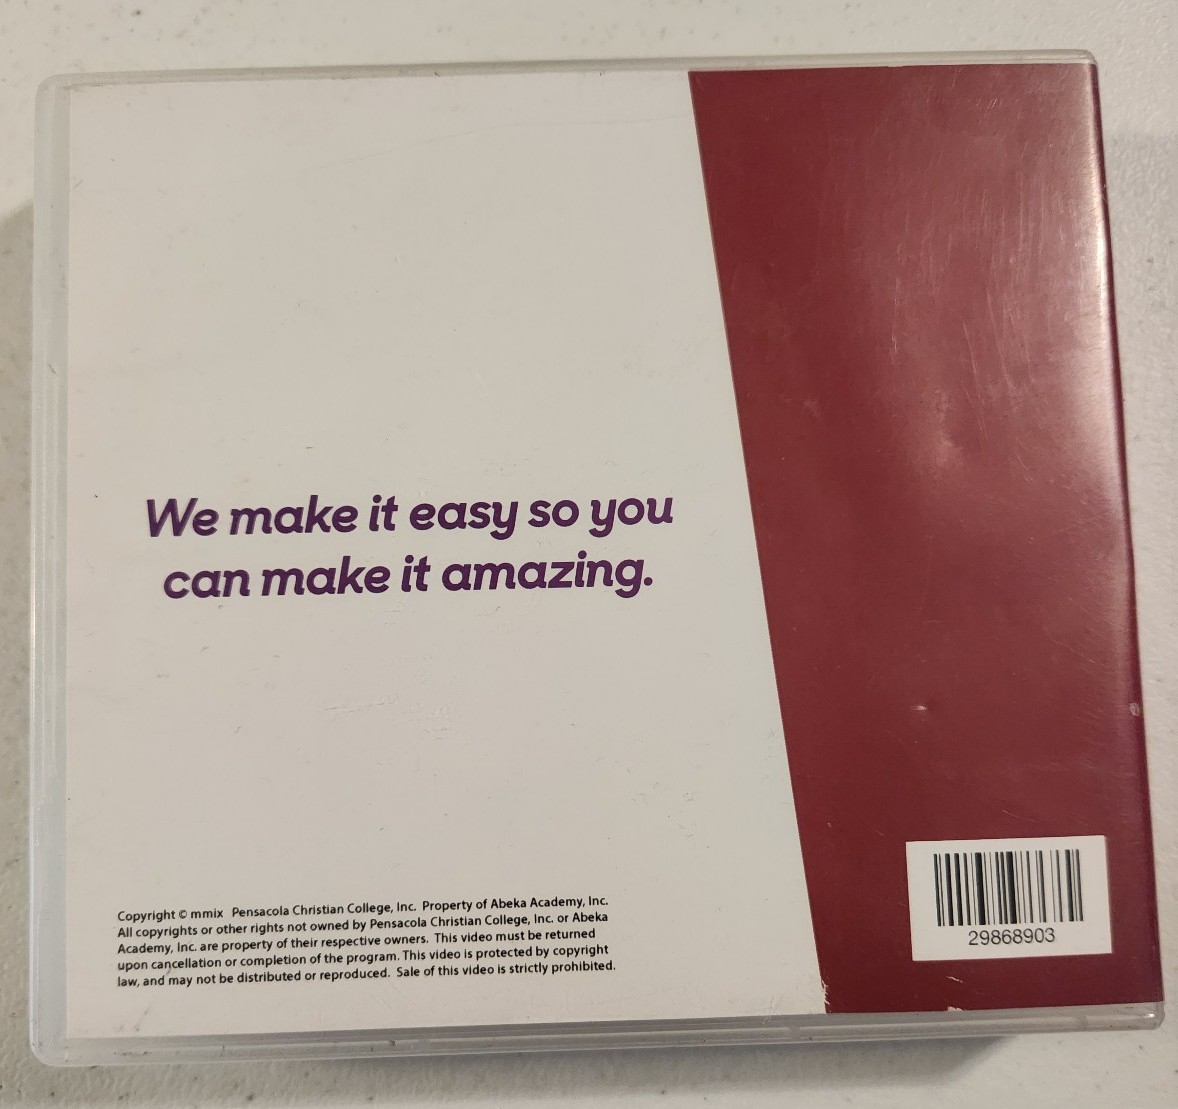 We make it easy so you
can make it amazing.
Copyright © mmix Pensacola Christian College, Inc. Property of Abeka Academy, Inc.
All copyrights or other rights not owned by Pensacola Christian College, Inc. or Abeka
Academy, Inc. are property of their respective owners. This video must be returned
upon cancellation or completion of the program. This video is protected by copyright
law, and may not be distributed or reproduced. Sale of this video is strictly prohibited.
29868903